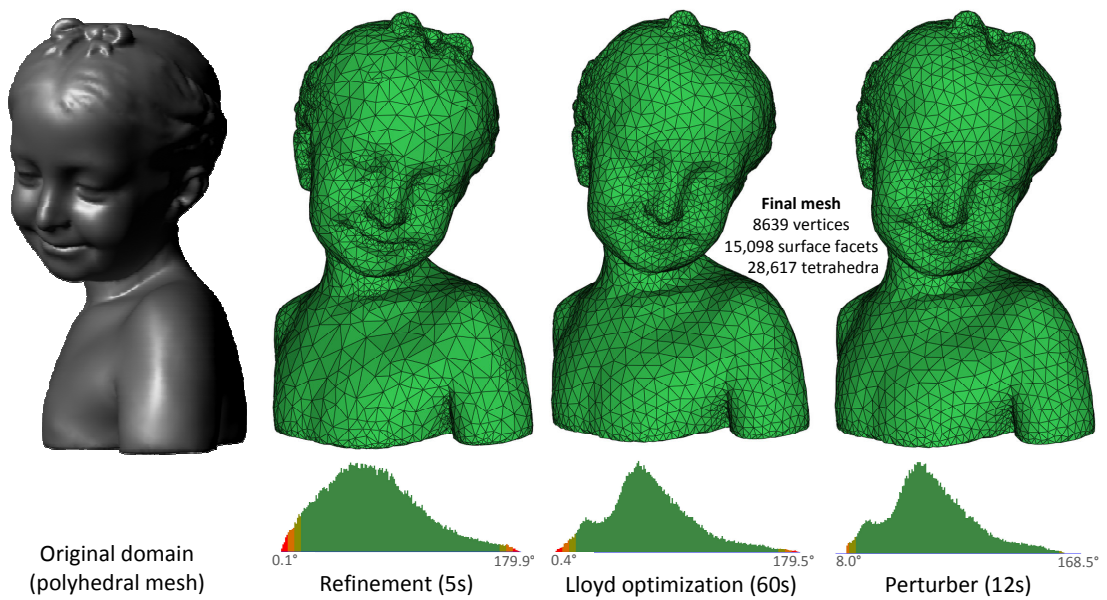 Final mesh
8639 vertices
15,098 surface facets
28,617 tetrahedra
0.1° 179.9°
0.4° 179.5°
8.0° 168.5°
Original domain
(polyhedral mesh)
Refinement (5s)
Lloyd optimization (60s)
Perturber (12s)